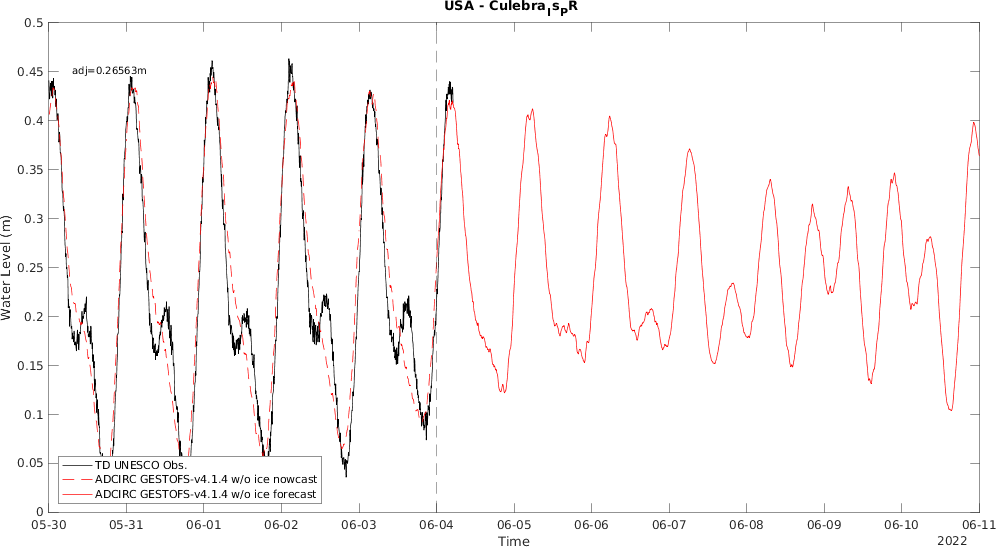 USA - CulebraIsPR
0.5
0.45
0.4
0.35
0.3
0.25
0.2
0.15
0.1
0.05
0
Water Level (m)
adj=0.26563m
TD UNESCO Obs.
ADCIRC GESTOFS-v4.1.4 w/o ice nowcast
ADCIRC GESTOFS-v4.1.4 w/o ice forecast
05-30 05-31 06-01 06-02 06-03 06-04 06-05 06-06 06-07 06-08 06-09 06-10 06-11
Time
2022